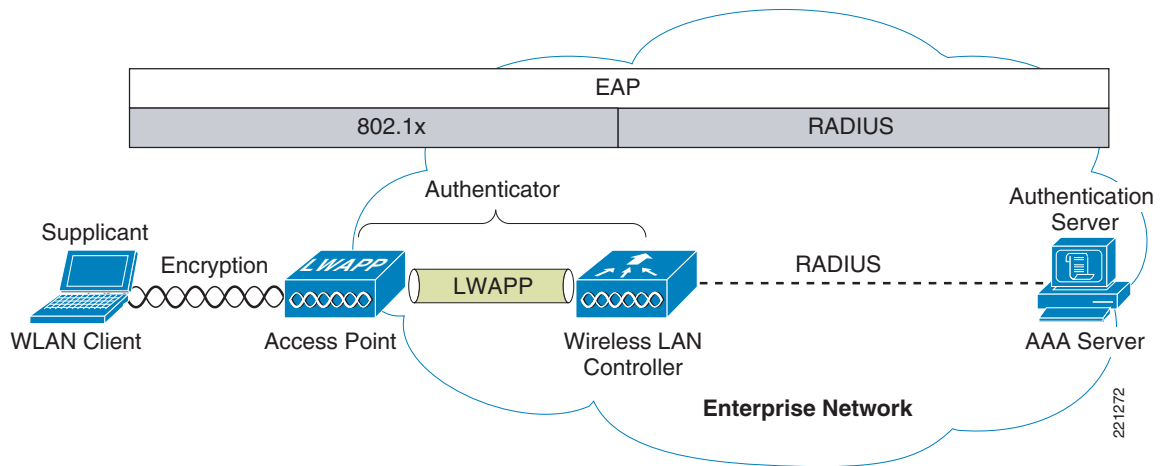 EAP
802.1x
RADIUS
Authenticator
Authentication
Server
Supplicant
Encryption
LWAPP
LWAPP
RADIUS
WLAN Client
Access Point
Wireless LAN
Controller
AAA Server
Enterprise Network
221272